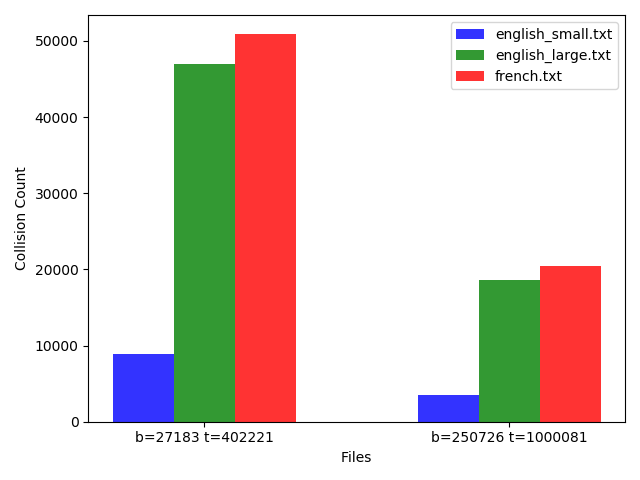 50000
40000
30000
20000
10000
0
Collision Count
english_small.txt
english_large.txt
french.txt
b=27183 t=402221
b=250726 t=1000081
Files